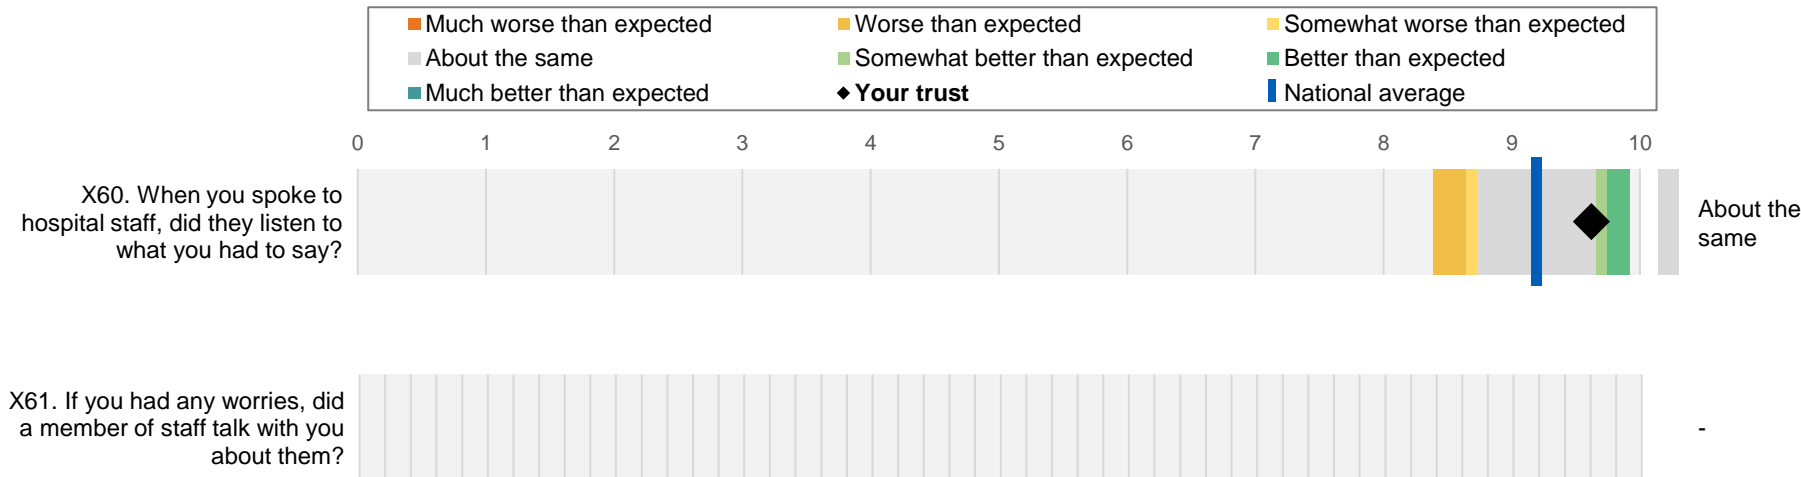 Much worse than expected
Worse than expected
Somewhat worse than expected
About the same
Somewhat better than expected
Better than expected
Much better than expected
Your trust
National average
0 1 2 3 4 5 6 7 8 9 10
X60. When you spoke to
hospital staff, did they listen to
what you had to say?
About the
same
X61. If you had any worries, did
a member of staff talk with you
about them?
-